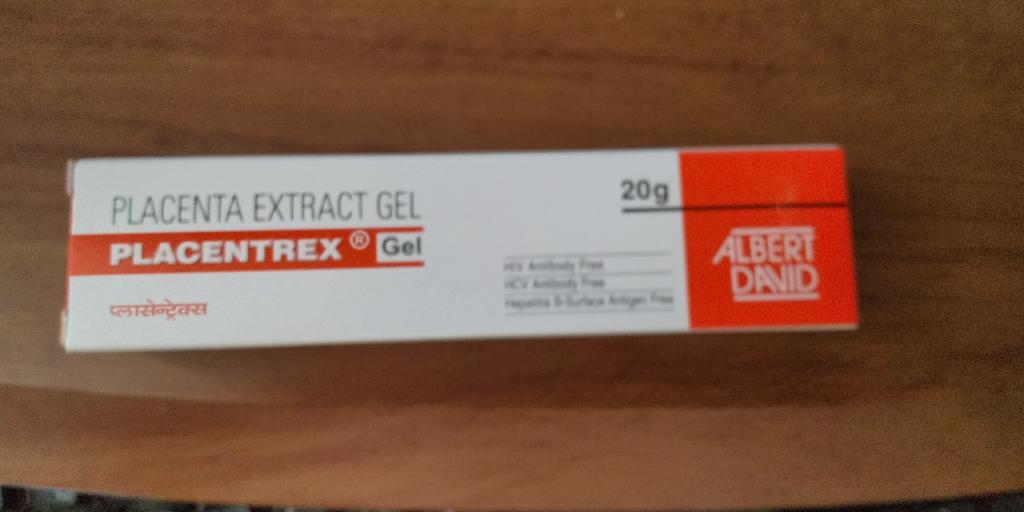 PLACENTA EXTRACT GEL
PLACENTREX® Gel
प्लासेन्ट्रेक्स
20g
HIV Antibody Free
HCV Antibody Free
Hepatitis B-Surface Antigen Free
ALBERT
DAVID